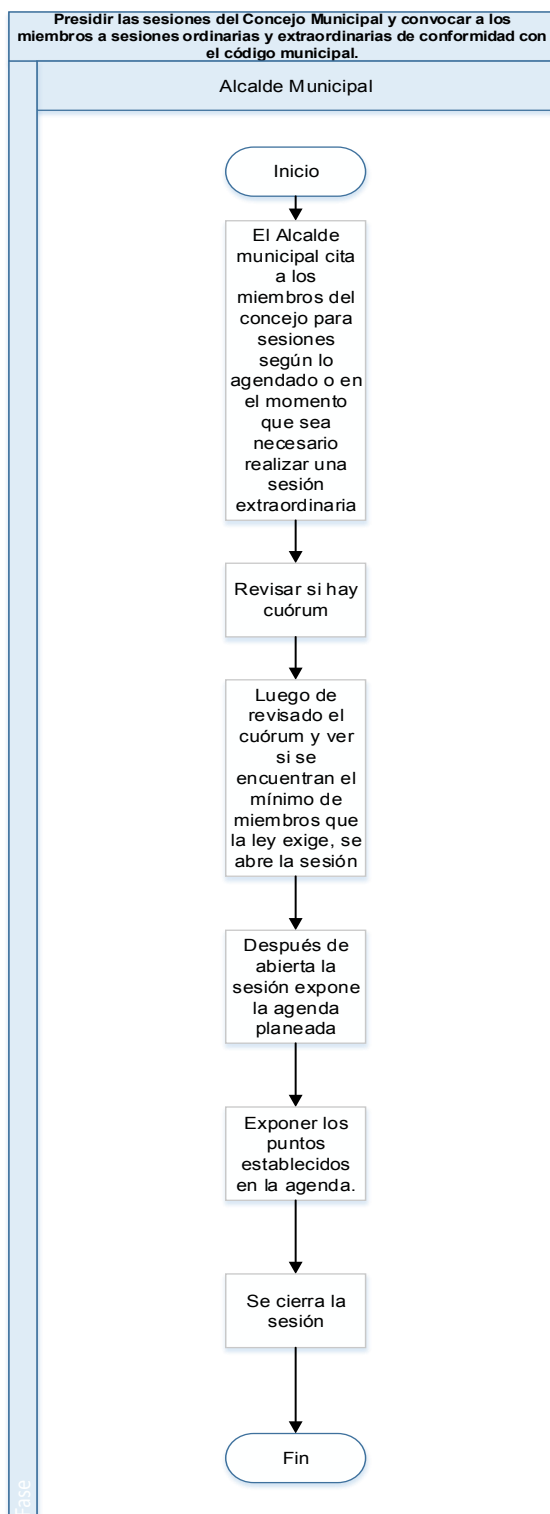 Presidir las sesiones del Concejo Municipal y convocar a los
miembros a sesiones ordinarias y extraordinarias de conformidad con
el código municipal.
Alcalde Municipal
Inicio
El Alcalde
municipal cita
a los
miembros del
concejo para
sesiones
según lo
agendado o en
el momento
que sea
necesario
realizar una
sesión
extraordinaria
Revisar si hay
cuórum
Luego de
revisado el
cuórum y ver
si se
encuentran el
mínimo de
miembros que
la ley exige, se
abre la sesión
Después de
abierta la
sesión expone
la agenda
planeada
Exponer los
puntos
establecidos
en la agenda.
Se cierra la
sesión
Fin
Fase